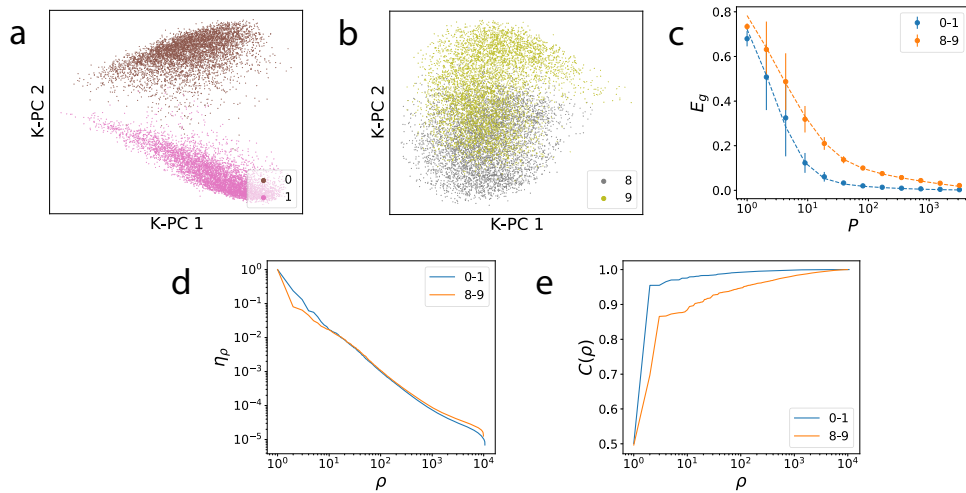 a
K-PC 2
K-PC 1
0
1
b
K-PC 2
K-PC 1
8
9
c
E_g
0.8
0.6
0.4
0.2
0.0
10^0
10^1
10^2
10^3
P
0–1
8–9
d
η_ρ
10^0
10^-1
10^-2
10^-3
10^-4
10^-5
10^0
10^1
10^2
10^3
10^4
ρ
0–1
8–9
e
C(ρ)
1.0
0.9
0.8
0.7
0.6
0.5
10^0
10^1
10^2
10^3
10^4
ρ
0–1
8–9